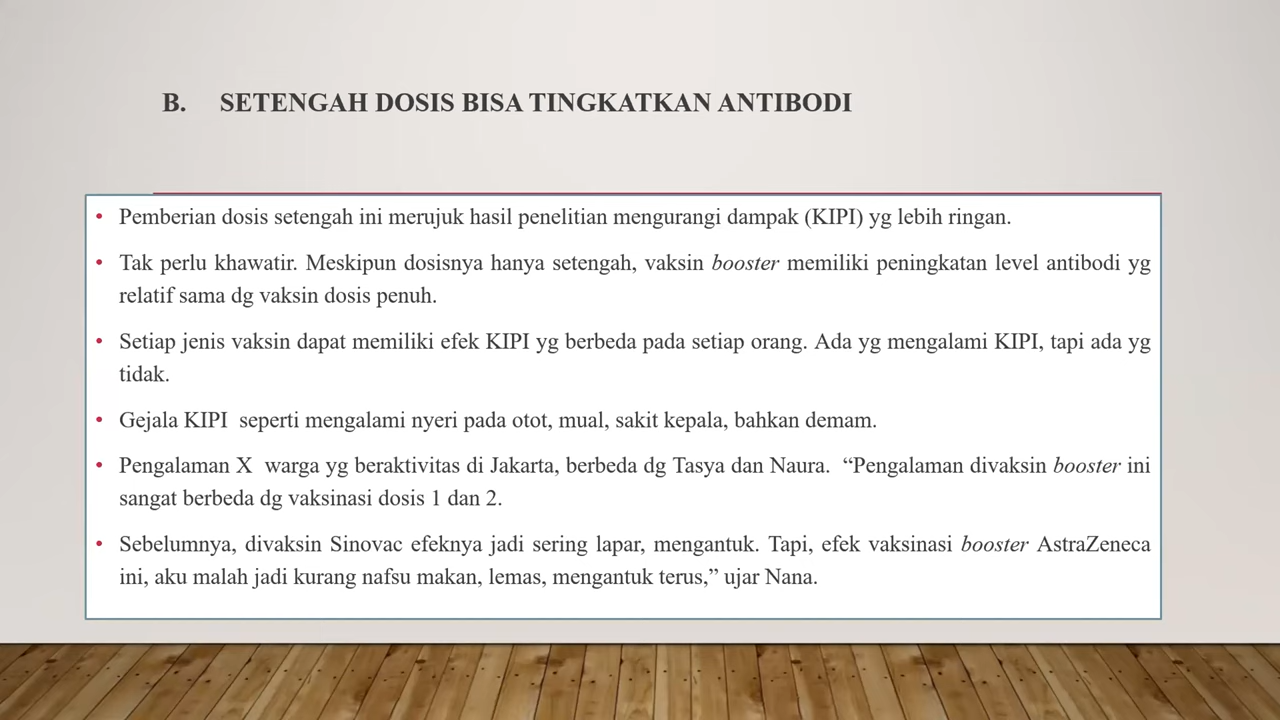 B. SETENGAH DOSIS BISA TINGKATKAN ANTIBODI
• Pemberian dosis setengah ini merujuk hasil penelitian mengurangi dampak (KIPI) yg lebih ringan.
• Tak perlu khawatir. Meskipun dosisnya hanya setengah, vaksin booster memiliki peningkatan level antibodi yg
relatif sama dg vaksin dosis penuh.
• Setiap jenis vaksin dapat memiliki efek KIPI yg berbeda pada setiap orang. Ada yg mengalami KIPI, tapi ada yg
tidak.
• Gejala KIPI  seperti mengalami nyeri pada otot, mual, sakit kepala, bahkan demam.
• Pengalaman X  warga yg beraktivitas di Jakarta, berbeda dg Tasya dan Naura.  “Pengalaman divaksin booster ini
sangat berbeda dg vaksinasi dosis 1 dan 2.
• Sebelumnya, divaksin Sinovac efeknya jadi sering lapar, mengantuk. Tapi, efek vaksinasi booster AstraZeneca
ini, aku malah jadi kurang nafsu makan, lemas, mengantuk terus,” ujar Nana.